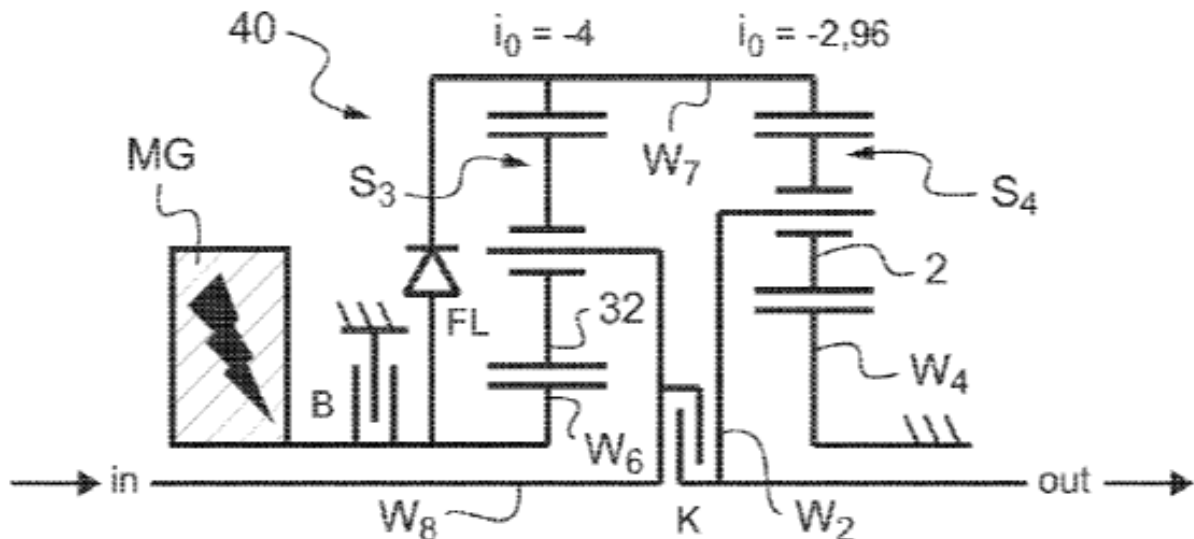 40
i₀ = -4
i₀ = -2,96
MG
S₃
W₇
S₄
FL
32
2
B
W₆
W₄
in
W₈
K
W₂
out